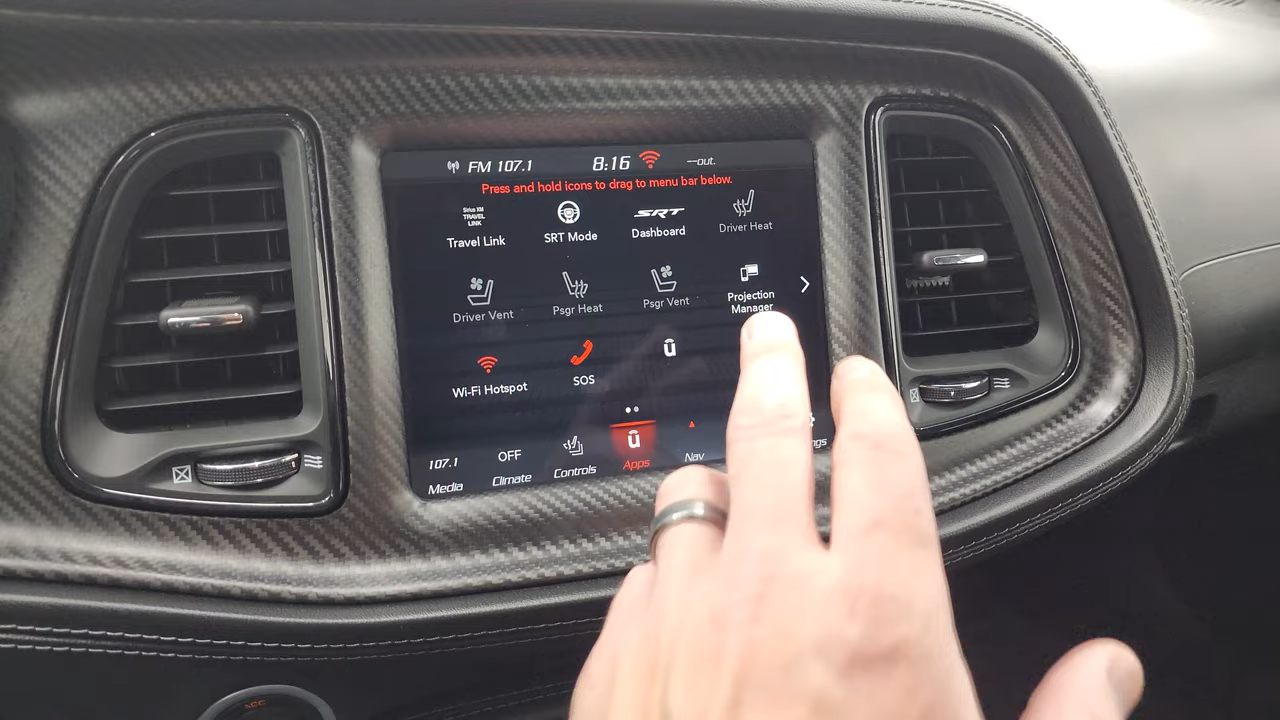 FM 107.1 8:16 —out.
Press and hold icons to drag to menu bar below.
Sirius XM
TRAVEL
LINK
Travel Link
SRT Mode
SRT
Dashboard
Driver Heat
Driver Vent
Psgr Heat
Psgr Vent
Projection
Manager
Wi-Fi Hotspot
SOS
û
107.1
Media
OFF
Climate
Controls
û
Apps
Nav
ngs
ACC